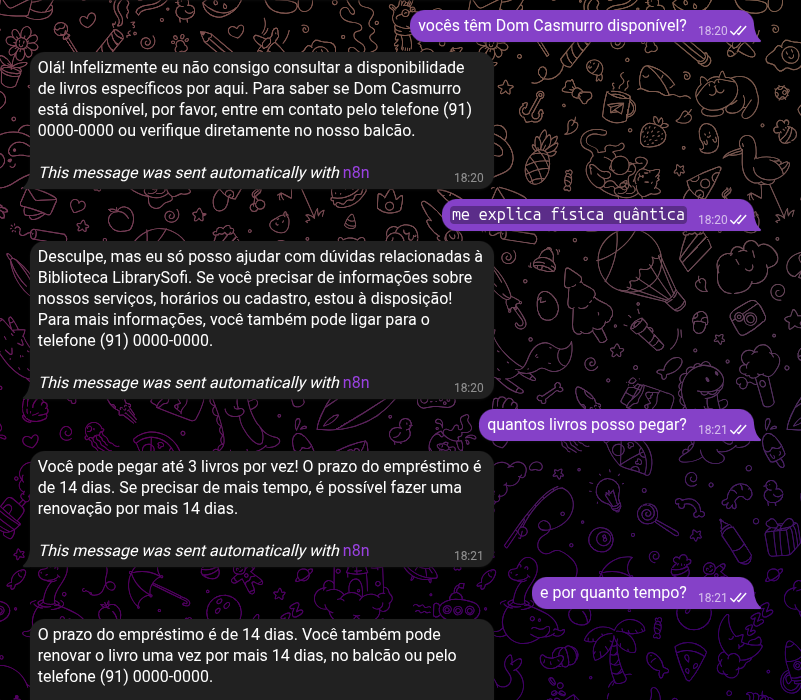 vocês têm Dom Casmurro disponível? 18:20
Olá! Infelizmente eu não consigo consultar a disponibilidade
de livros específicos por aqui. Para saber se Dom Casmurro
está disponível, por favor, entre em contato pelo telefone (91)
0000-0000 ou verifique diretamente no nosso balcão.
This message was sent automatically with n8n 18:20
me explica física quântica 18:20
Desculpe, mas eu só posso ajudar com dúvidas relacionadas à
Biblioteca LibrarySofi. Se você precisar de informações sobre
nossos serviços, horários ou cadastro, estou à disposição!
Para mais informações, você também pode ligar para o
telefone (91) 0000-0000.
This message was sent automatically with n8n 18:20
quantos livros posso pegar? 18:21
Você pode pegar até 3 livros por vez! O prazo do empréstimo é
de 14 dias. Se precisar de mais tempo, é possível fazer uma
renovação por mais 14 dias.
This message was sent automatically with n8n 18:21
e por quanto tempo? 18:21
O prazo do empréstimo é de 14 dias. Você também pode
renovar o livro uma vez por mais 14 dias, no balcão ou pelo
telefone (91) 0000-0000.